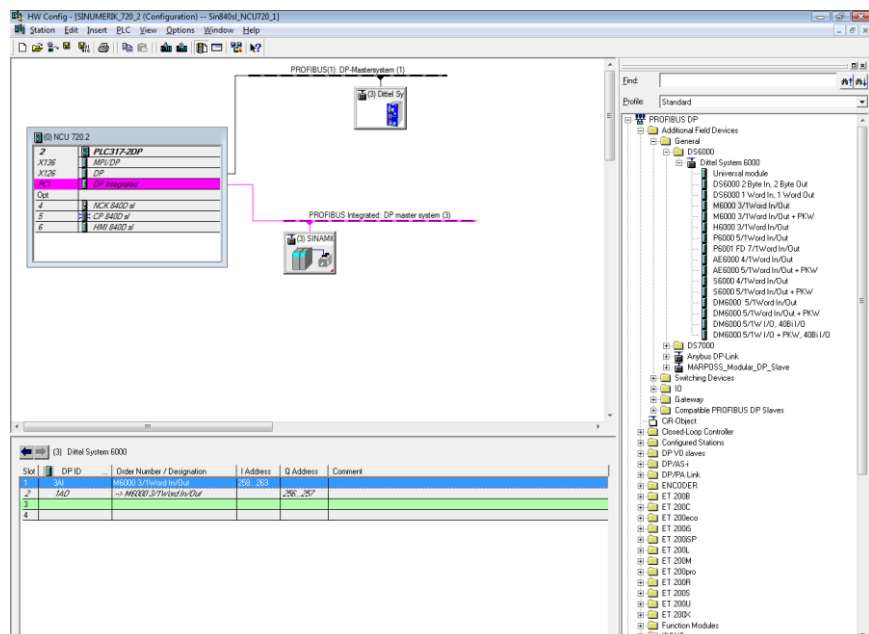 HW Config - [SINUMERIK_720_2 (Configuration) -- Sin840sl_NCU720_1]
Station Edit Insert PLC View Options Window Help
PROFIBUS(1): DP-Mastersystem (1)
(3) Dittel Sy
(0) NCU 720.2
2 PLC317-2DP
X136 MPI/DP
X126 DP
PCI DP integrated
Opt
4 NCK 840D sl
5 CP 840D sl
6 HMI 840D sl
PROFIBUS Integrated: DP master system (3)
(3) SINAMI
Find:
Profile: Standard
PROFIBUS DP
Additional Field Devices
General
DS6000
Dittel System 6000
Universal module
DS6000 2 Byte In, 2 Byte Out
DS6000 1 Word In, 1 Word Out
M6000 3/1Word In/Out
M6000 3/1Word In/Out + PKW
H6000 3/1Word In/Out
P6000 5/1Word In/Out
P6001 FD 7/1Word In/Out
AE6000 4/1Word In/Out
AE6000 5/1Word In/Out + PKW
S6000 4/1Word In/Out
S6000 5/1Word In/Out + PKW
DM6000 5/1Word In/Out
DM6000 5/1Word In/Out + PKW
DM6000 5/1W I/O, 40Bi I/O
DM6000 5/1W I/O + PKW, 40Bi I/O
DS7000
Anybus DP-Link
MARPOSS_Modular_DP_Slave
Switching Devices
IO
Gateway
Compatible PROFIBUS DP Slaves
CiR-Object
Closed-Loop Controller
Configured Stations
DP V0 slaves
DP/AS-i
DP/PA Link
ENCODER
ET 200B
ET 200C
ET 200eco
ET 200iS
ET 200iSP
ET 200L
ET 200M
ET 200pro
ET 200R
ET 200S
ET 200U
ET 200X
Function Modules
(3) Dittel System 6000
Slot DP ID ... Order Number / Designation I Address Q Address Comment
1 3AI M6000 3/1Word In/Out 258...263
2 1AO --> M6000 3/1Word In/Out 256...257
3
4